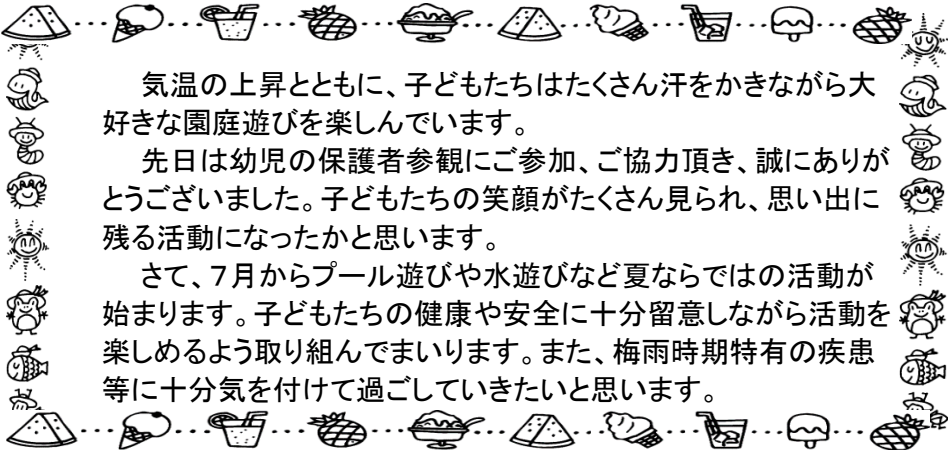 気温の上昇とともに、子どもたちはたくさん汗をかきながら大
好きな園庭遊びを楽しんでいます。
先日は幼児の保護者参観にご参加、ご協力頂き、誠にありが
とうございました。子どもたちの笑顔がたくさん見られ、思い出に
残る活動になったかと思います。
さて、７月からプール遊びや水遊びなど夏ならではの活動が
始まります。子どもたちの健康や安全に十分留意しながら活動を
楽しめるよう取り組んでまいります。また、梅雨時期特有の疾患
等に十分気を付けて過ごしていきたいと思います。